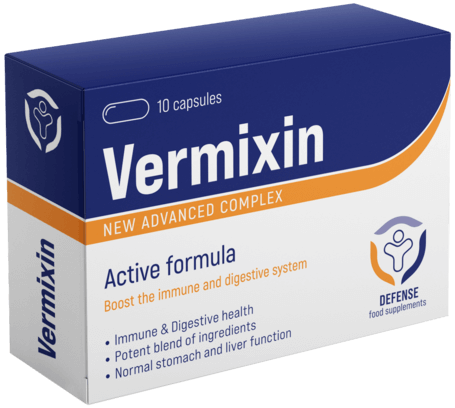 10 capsules
Vermixin
NEW ADVANCED COMPLEX
Active formula
Boost the immune and digestive system
• Immune & Digestive health
• Potent blend of ingredients
• Normal stomach and liver function
DEFENSE
food supplements
Vermixin